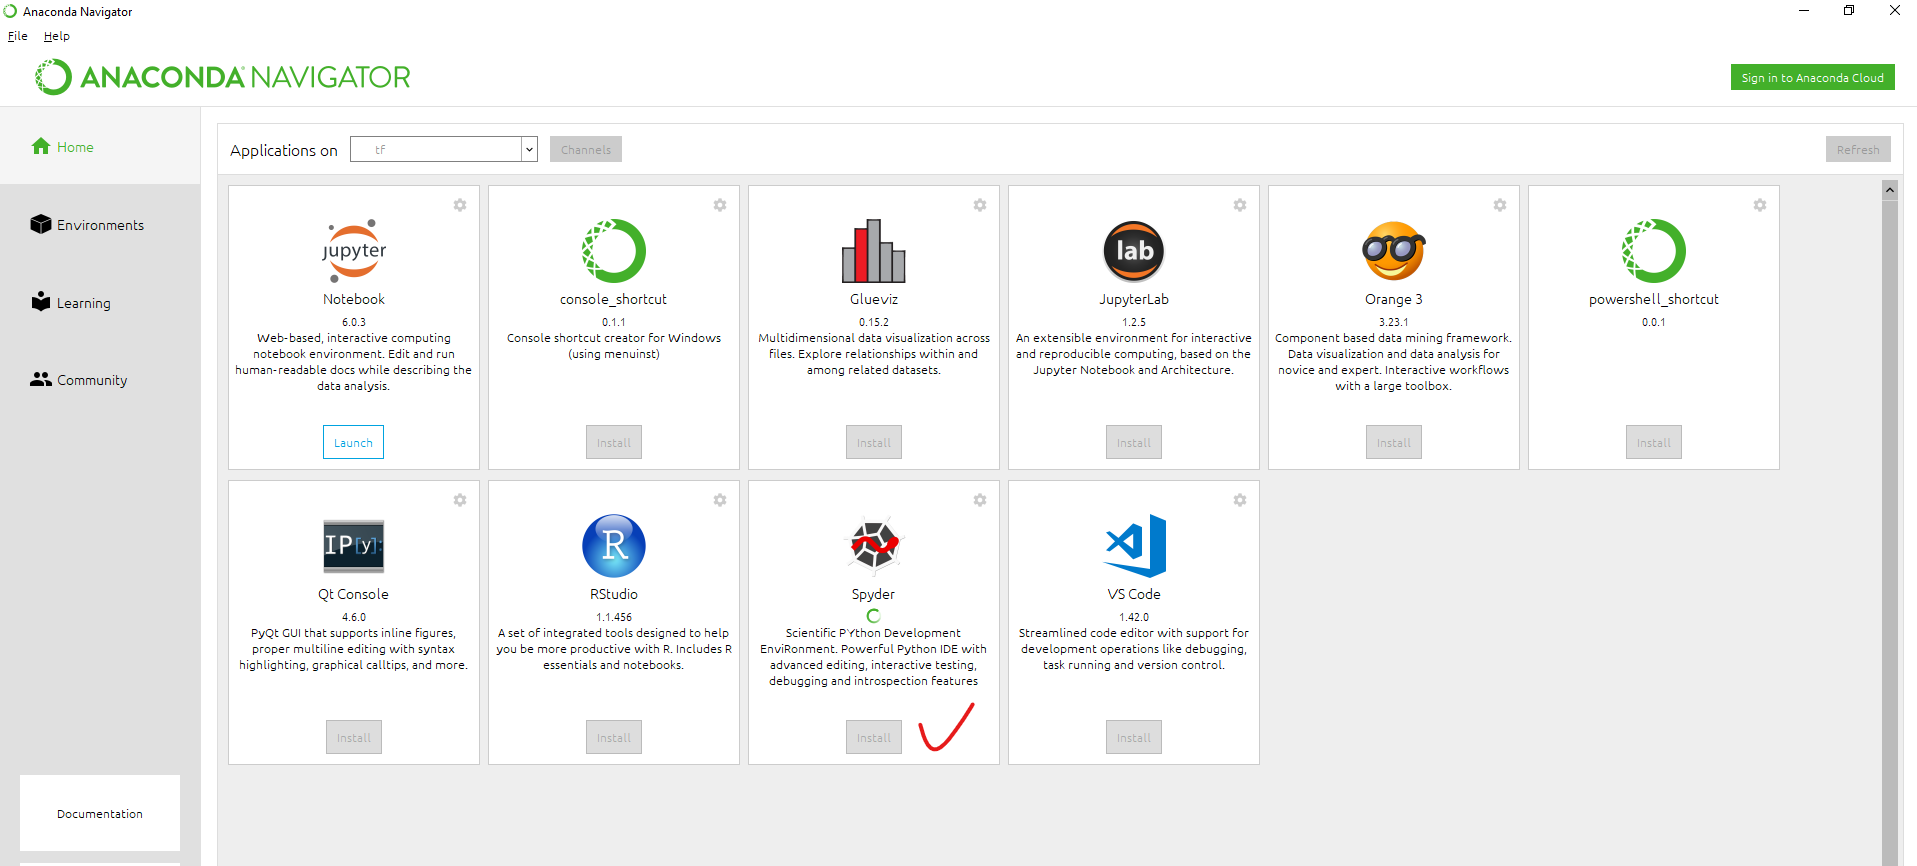 Anaconda Navigator
File Help
ANACONDA NAVIGATOR
Sign in to Anaconda Cloud
Home
Environments
Learning
Community
Documentation
Applications on tf Channels Refresh
jupyter
Notebook
6.0.3
Web-based, interactive computing
notebook environment. Edit and run
human-readable docs while describing the
data analysis.
Launch
console_shortcut
0.1.1
Console shortcut creator for Windows
(using menuinst)
Install
Glueviz
0.15.2
Multidimensional data visualization across
files. Explore relationships within and
among related datasets.
Install
lab
JupyterLab
1.2.5
An extensible environment for interactive
and reproducible computing, based on the
Jupyter Notebook and Architecture.
Install
Orange 3
3.23.1
Component based data mining framework.
Data visualization and data analysis for
novice and expert. Interactive workflows
with a large toolbox.
Install
powershell_shortcut
0.0.1
Install
IP[y]:
Qt Console
4.6.0
PyQt GUI that supports inline figures,
proper multiline editing with syntax
highlighting, graphical calltips, and more.
Install
R
RStudio
1.1.456
A set of integrated tools designed to help
you be more productive with R. Includes R
essentials and notebooks.
Install
Spyder
Scientific PYthon Development
EnviRonment. Powerful Python IDE with
advanced editing, interactive testing,
debugging and introspection features
Install
VS Code
1.42.0
Streamlined code editor with support for
development operations like debugging,
task running and version control.
Install